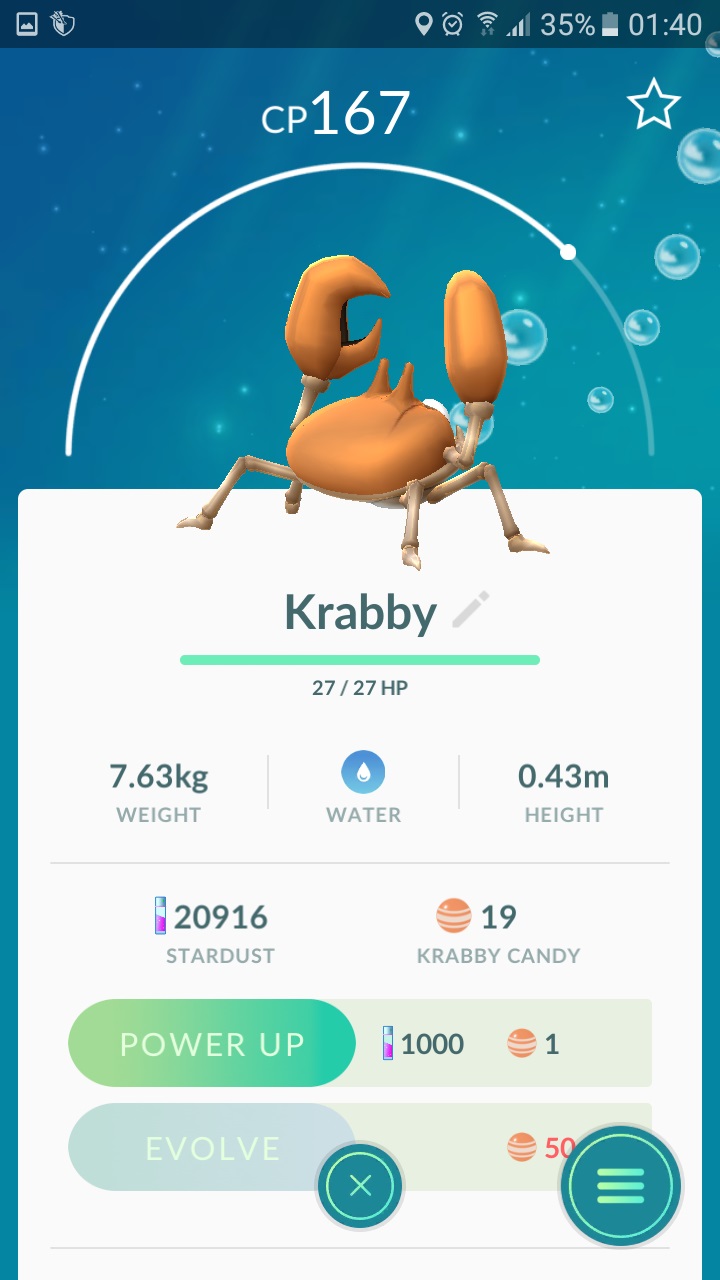 35% 01:40
CP167
Krabby
27 / 27 HP
7.63kg 0.43m
WEIGHT WATER HEIGHT
20916 19
STARDUST KRABBY CANDY
POWER UP 1000 1
EVOLVE 50